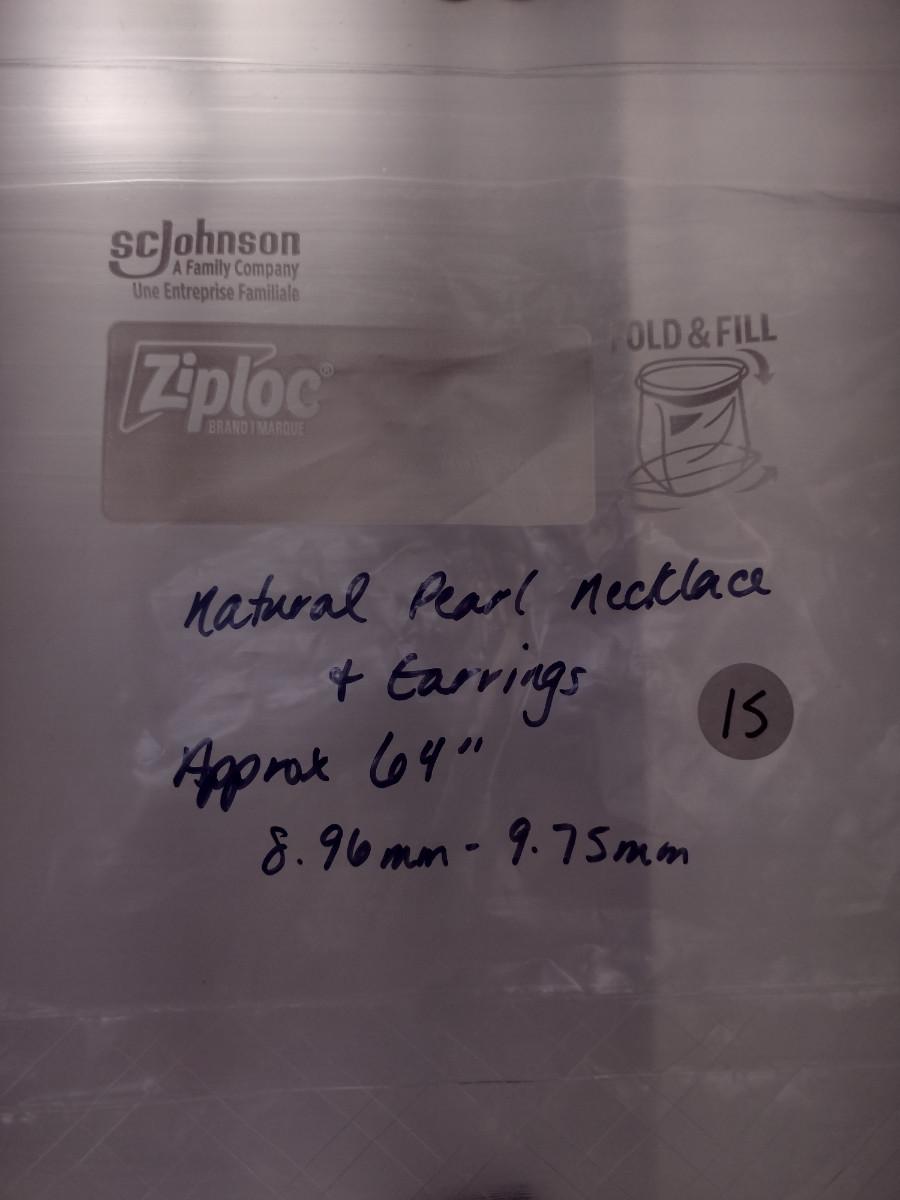 scJohnson
A Family Company
Une Entreprise Familiale
Ziploc®
BRAND | MARQUE
FOLD & FILL
Natural Pearl Necklace
+ Earrings
Approx 64"
8.96mm - 9.75mm
15